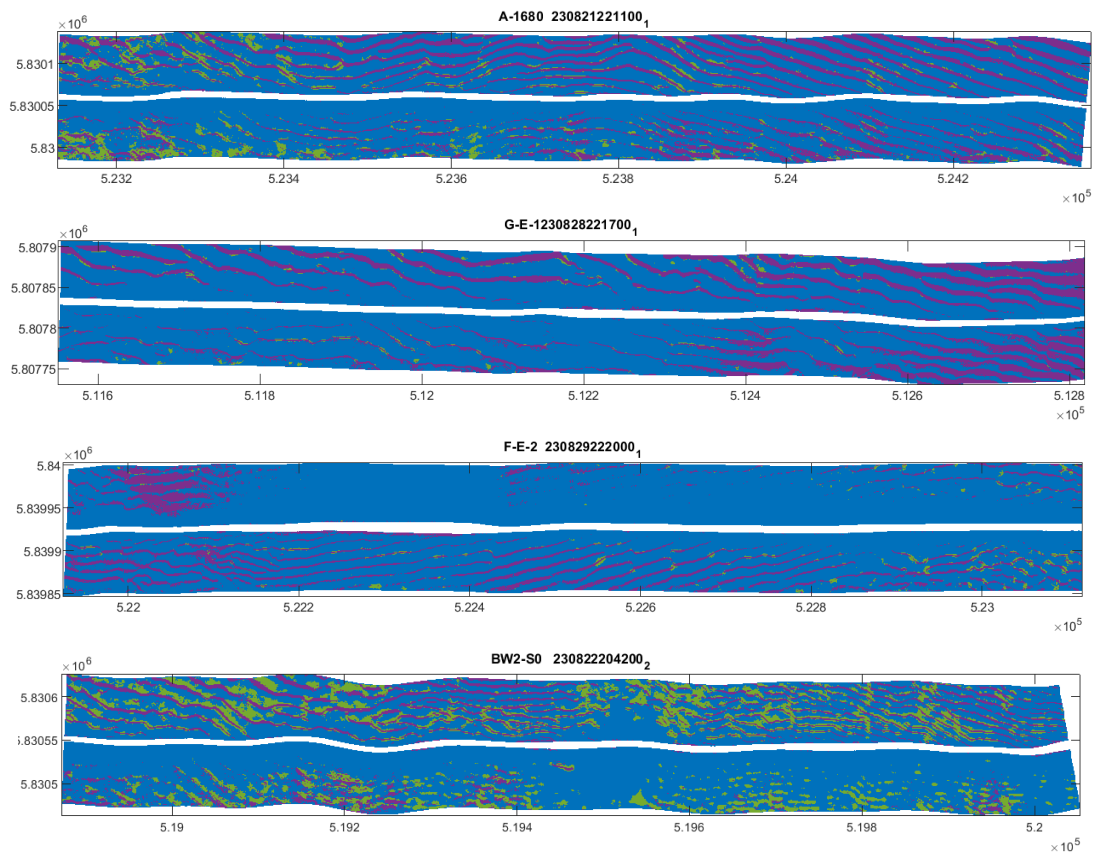 A-1680 230821221100₁
×10⁶
5.8301
5.83005
5.83
5.232 5.234 5.236 5.238 5.24 5.242
×10⁵
G-E-1230828221700₁
×10⁶
5.8079
5.80785
5.8078
5.80775
5.116 5.118 5.12 5.122 5.124 5.126 5.128
×10⁵
F-E-2 230829222000₁
×10⁶
5.84
5.83995
5.8399
5.83985
5.22 5.222 5.224 5.226 5.228 5.23
×10⁵
BW2-S0 230822204200₂
×10⁶
5.8306
5.83055
5.8305
5.19 5.192 5.194 5.196 5.198 5.2
×10⁵